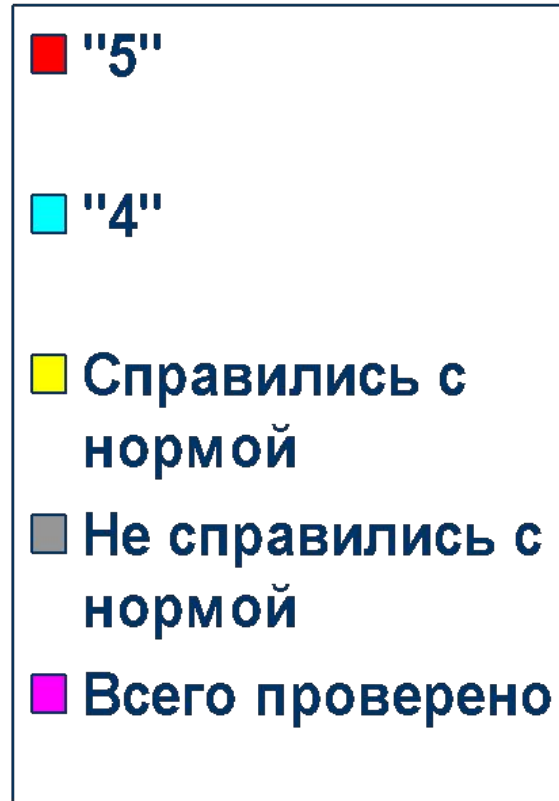 "5"
"4"
Справились с
нормой
Не справились с
нормой
Всего проверено